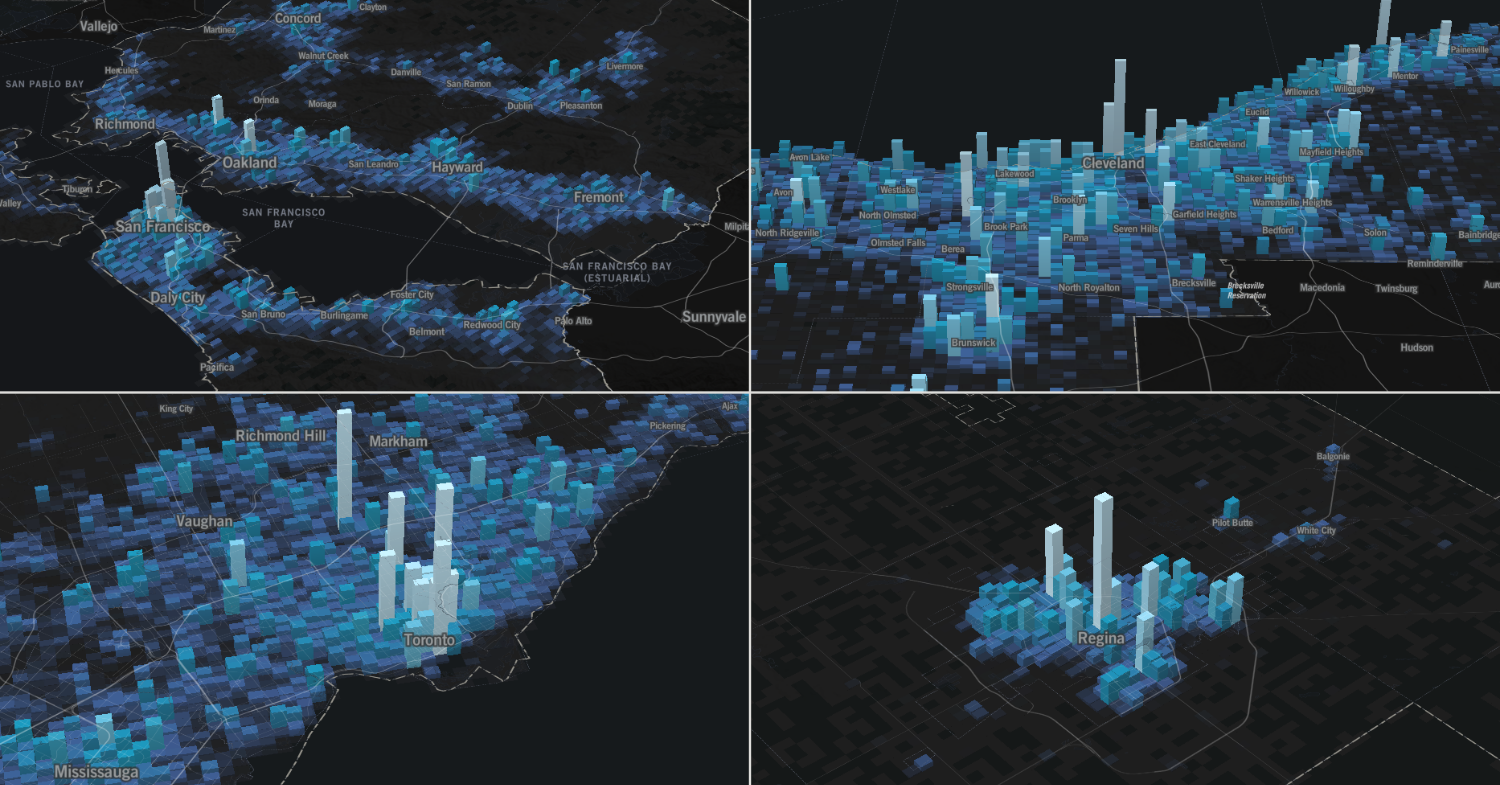 Vallejo
Concord
Clayton
Martinez
Walnut Creek
SAN PABLO BAY
Hercules
Danville
San Ramon
Livermore
Orinda
Moraga
Dublin
Pleasanton
Richmond
Oakland
San Leandro
Hayward
Tiburon
Valley
Fremont
SAN FRANCISCO
BAY
San Francisco
Milpit
SAN FRANCISCO BAY
(ESTUARIAL)
Daly City
Foster City
San Bruno
Burlingame
Belmont
Redwood City
Palo Alto
Sunnyvale
Pacifica
Painesville
Mentor
Willowick
Willoughby
Euclid
East Cleveland
Mayfield Heights
Avon Lake
Cleveland
Lakewood
Shaker Heights
Avon
Westlake
Brooklyn
Warrensville Heights
North Olmsted
Garfield Heights
Brook Park
Seven Hills
Bedford
Solon
Bainbridge
North Ridgeville
Olmsted Falls
Berea
Parma
Reminderville
Strongsville
North Royalton
Brecksville
Brecksville
Reservation
Macedonia
Twinsburg
Auro
Brunswick
Hudson
King City
Ajax
Pickering
Richmond Hill
Markham
Vaughan
Toronto
Mississauga
Balgonie
Pilot Butte
White City
Regina